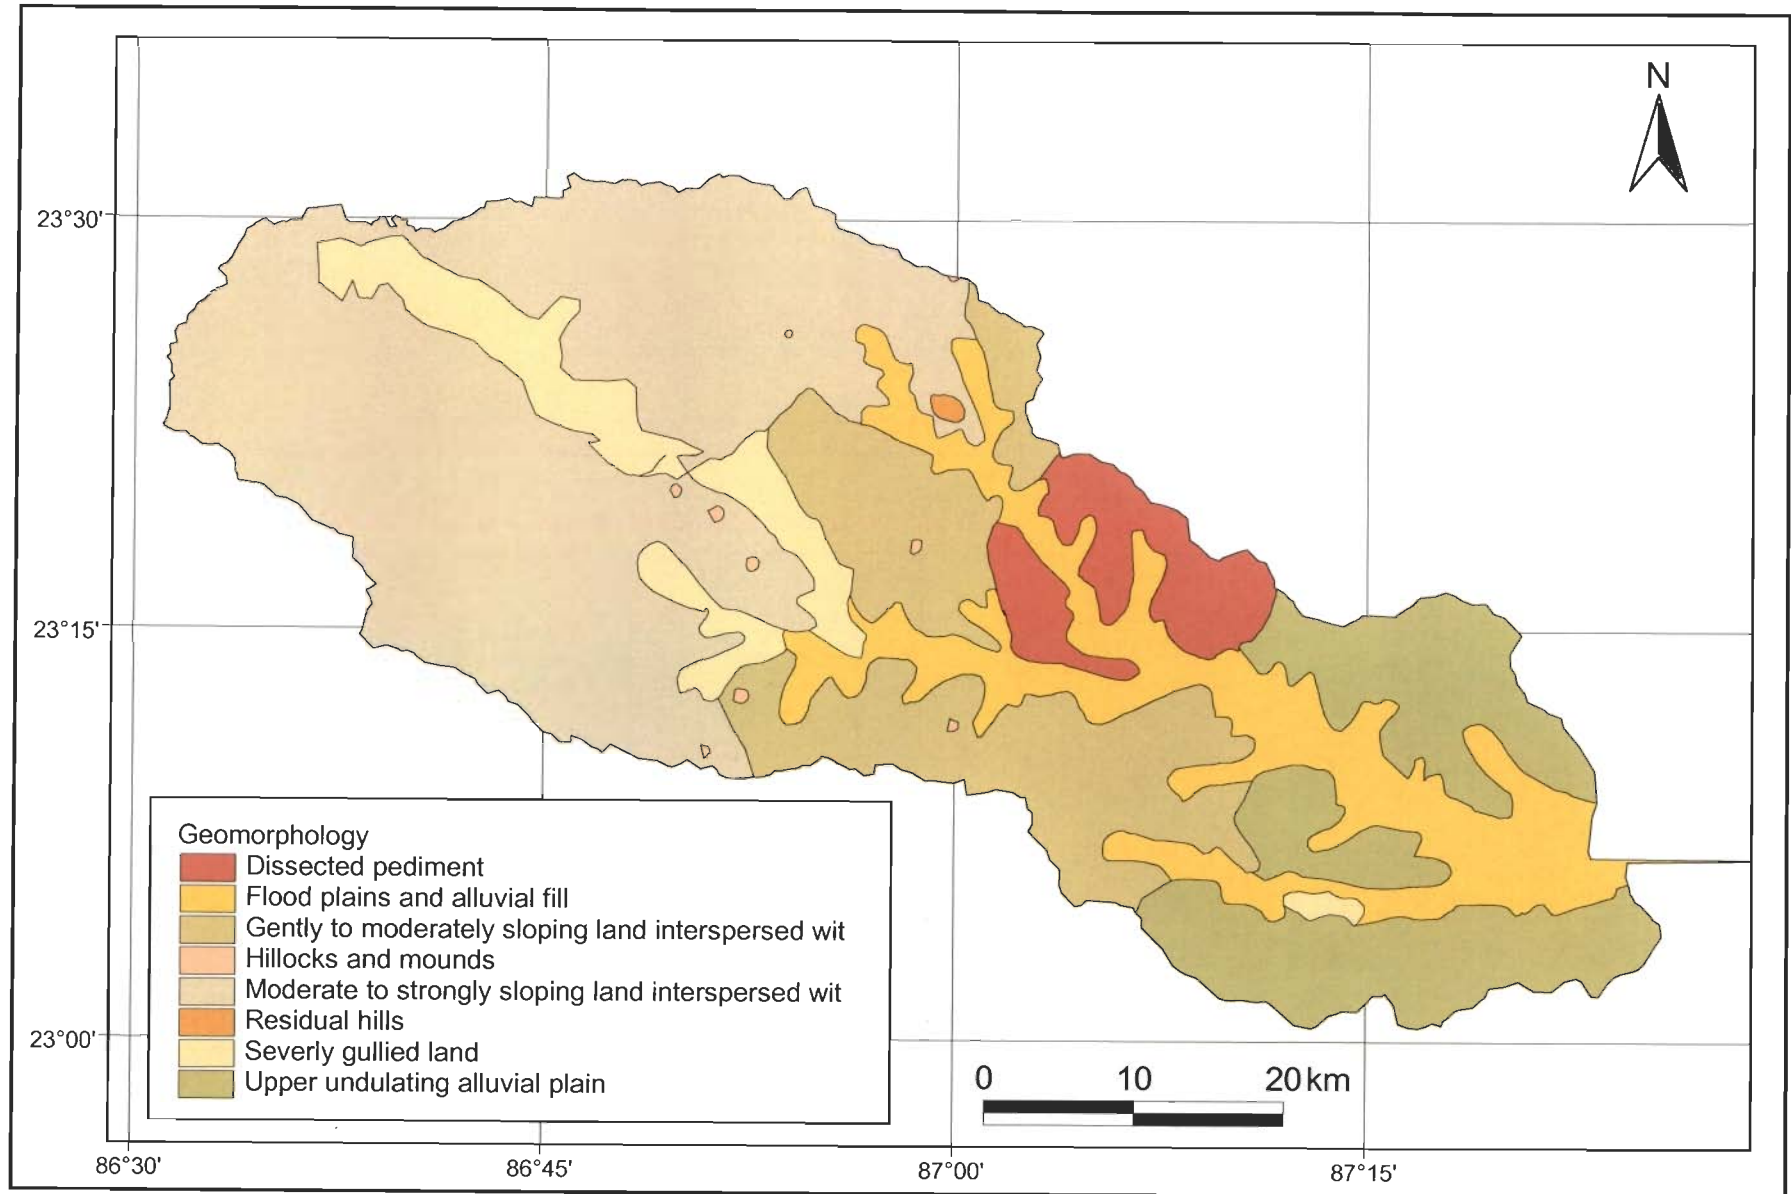 N
23°30'
23°15'
23°00'
Geomorphology
Dissected pediment
Flood plains and alluvial fill
Gently to moderately sloping land interspersed wit
Hillocks and mounds
Moderate to strongly sloping land interspersed wit
Residual hills
Severly gullied land
Upper undulating alluvial plain
0 10 20 km
86°30' 86°45' 87°00' 87°15'